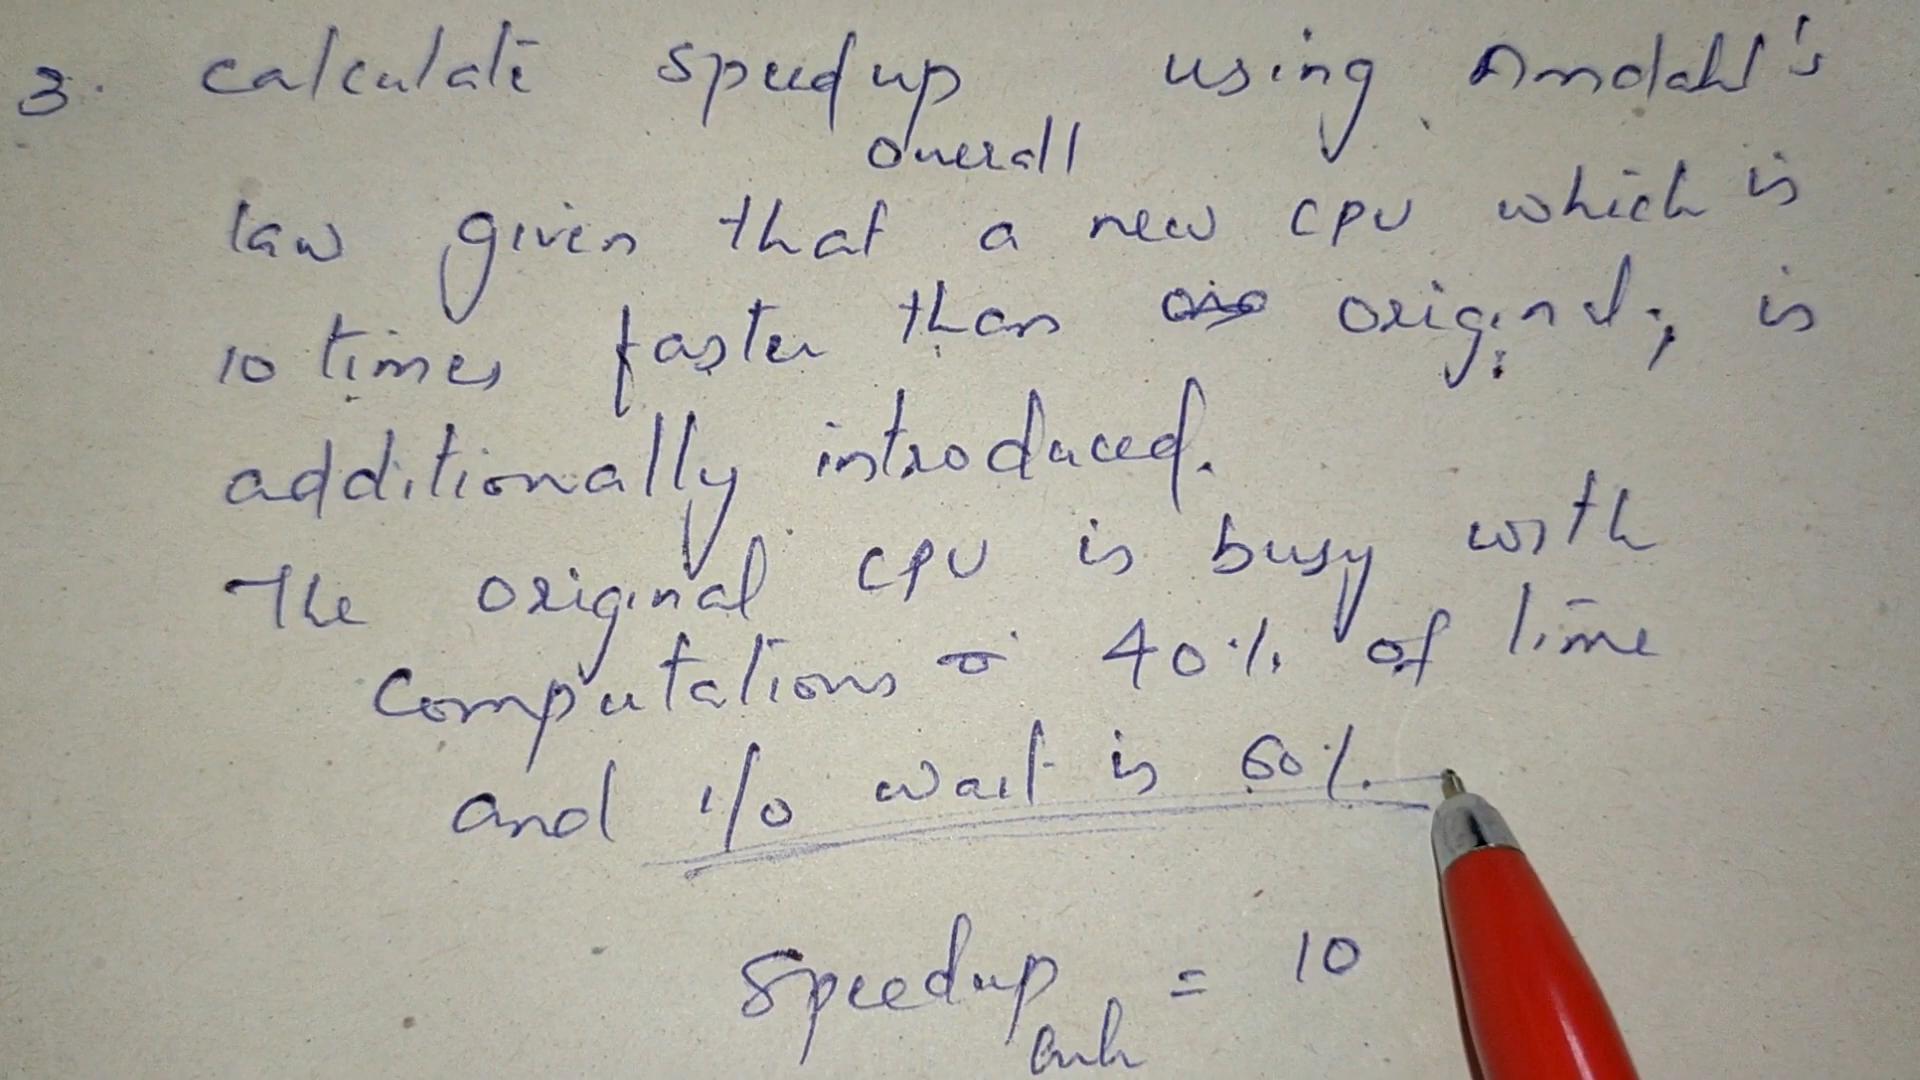 3. calculate speedup overall using Amdahl's
law given that a new CPU which is
10 times faster than original, is
additionally introduced.
The original CPU is busy with
computations 40% of time
and I/O wait is 60%.
Speedup enh = 10